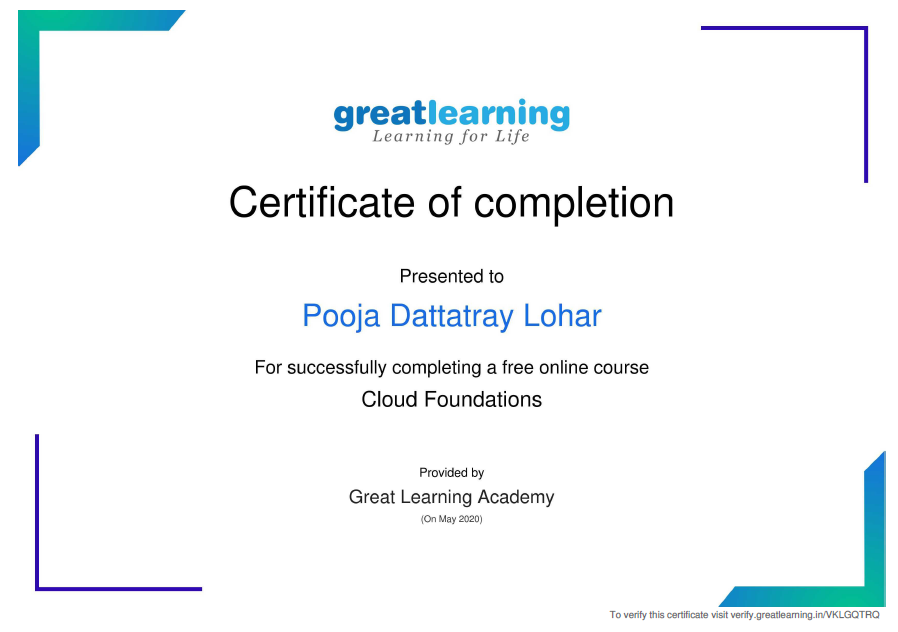 greatlearning
Learning for Life
Certificate of completion
Presented to
Pooja Dattatray Lohar
For successfully completing a free online course
Cloud Foundations
Provided by
Great Learning Academy
(On May 2020)
To verify this certificate visit verify.greatlearning.in/VKLGQTRQ